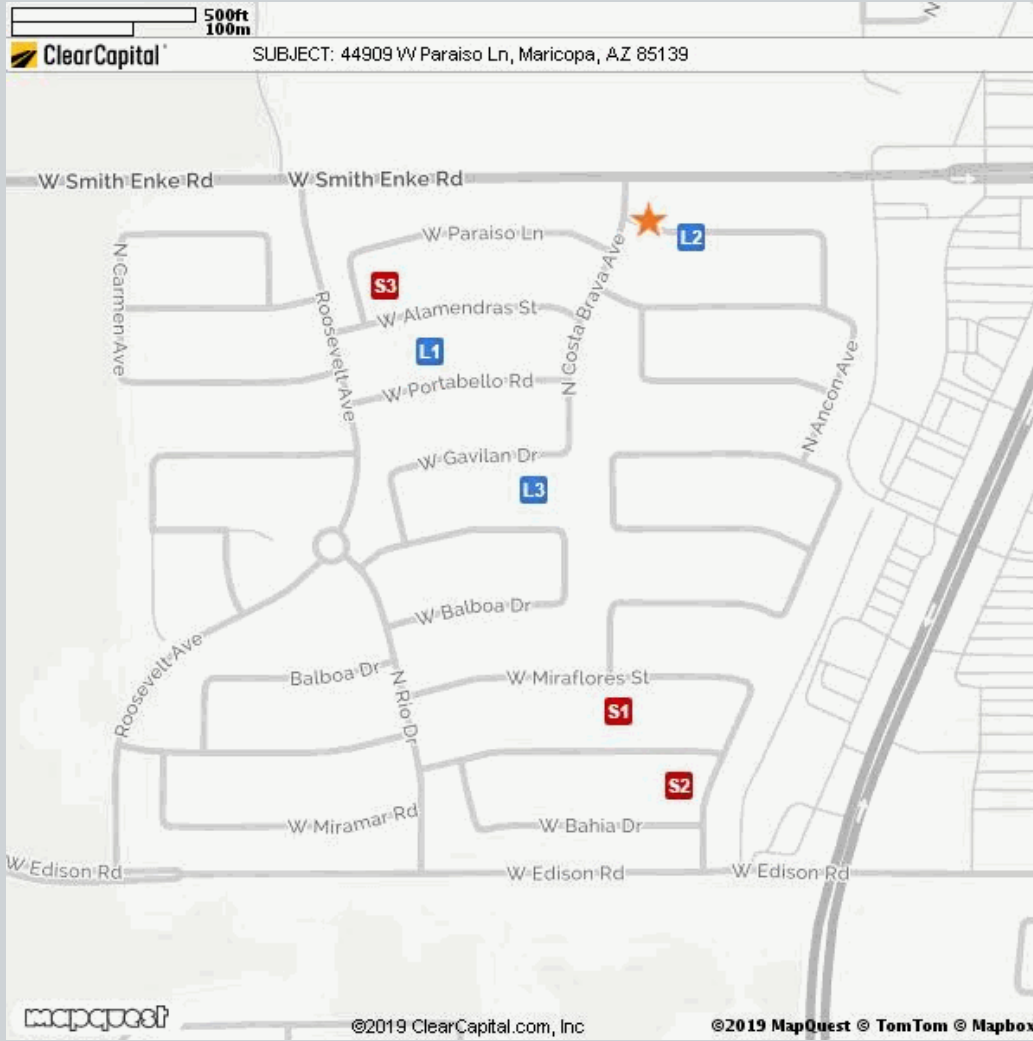 500ft
100m
N
ClearCapital
SUBJECT: 44909 W Paraiso Ln, Maricopa, AZ 85139
W Smith Enke Rd
W Smith Enke Rd
W Paraiso Ln
L2
N Carmen Ave
S3
Roosevelt Ave
W Alamendras St
N Costa Brava Ave
L1
W Portabello Rd
N Ancon Ave
W Gavilan Dr
L3
W Balboa Dr
Roosevelt Ave
Balboa Dr
N Rio Dr
W Miraflores St
S1
S2
W Miramar Rd
W Bahia Dr
W Edison Rd
W Edison Rd
W Edison Rd
mapquest
©2019 ClearCapital.com, Inc
©2019 MapQuest © TomTom © Mapbox